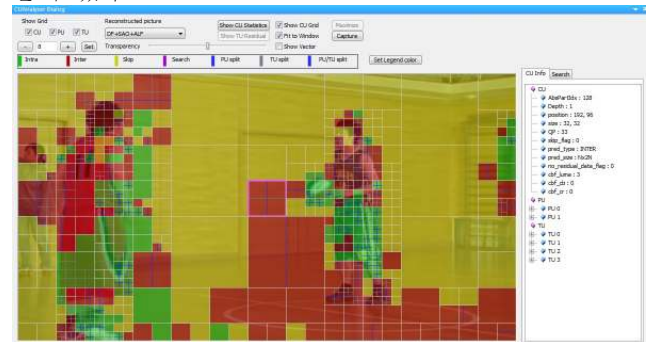 CUAnalyzer Dialog
Show Grid
CU PU TU
- 8 + Set
Reconstructed picture
DF+SAO+ALF
Transparency
Show CU Statistics
Show TU Residual
Show CU Grid
Fit to Window
Show Vector
Capture
Intra Inter Skip Search PU split TU split PU/TU split Set Legend color
CU Info Search
CU
AbsPartIdx : 128
Depth : 1
position : 192, 96
size : 32, 32
QP : 33
skip_flag : 0
pred_type : INTER
pred_size : Nx2N
no_residual_data_flag : 0
cbf_luma : 3
cbf_cb : 0
cbf_cr : 0
PU
PU 0
PU 1
TU
TU 0
TU 1
TU 2
TU 3